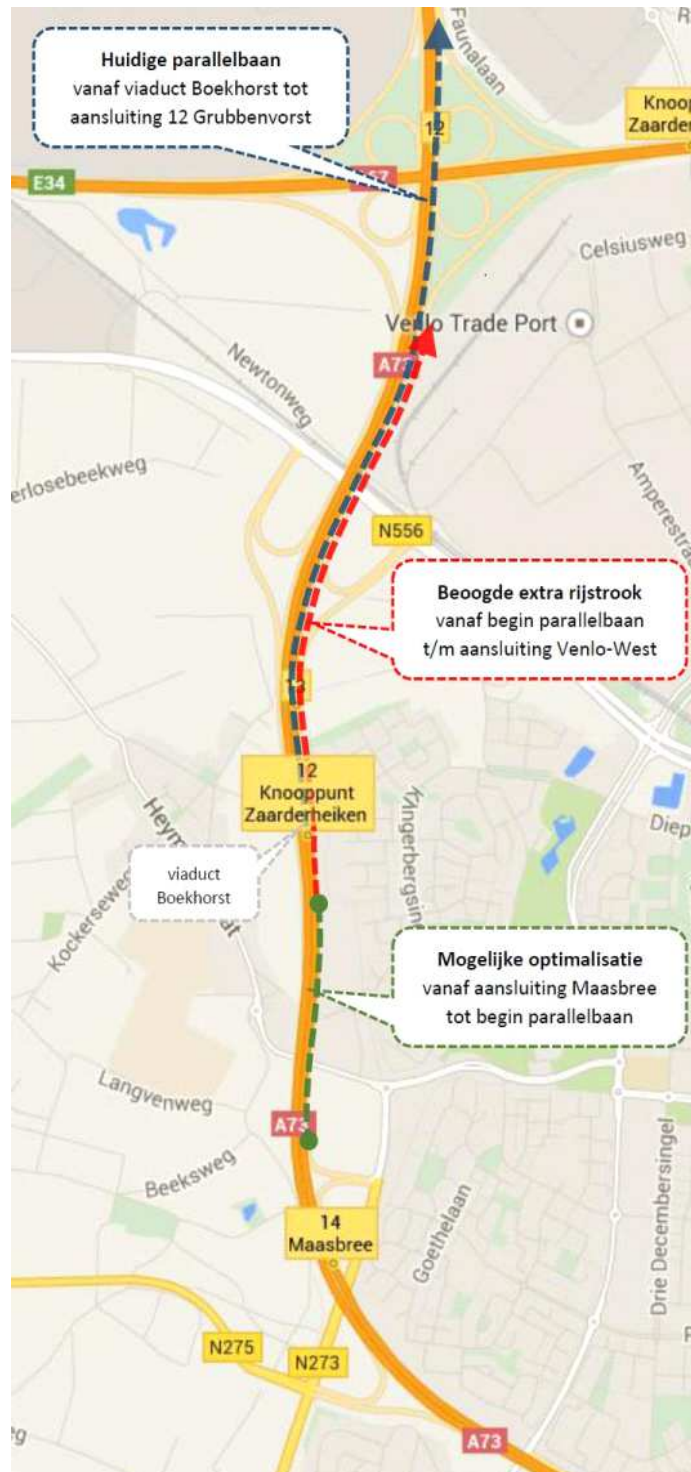 Faunalaan
Huidige parallelbaan
vanaf viaduct Boekhorst tot
aansluiting 12 Grubbenvorst
12
Knoop
Zaarder
E34
A67
Celsiusweg
Venlo Trade Port
Newtonweg
A73
erlosebeekweg
Amperestra
N556
Beoogde extra rijstrook
vanaf begin parallelbaan
t/m aansluiting Venlo-West
12
Knooppunt
Zaarderheiken
Diep
viaduct
Boekhorst
Kockerseweg
Mogelijke optimalisatie
vanaf aansluiting Maasbree
tot begin parallelbaan
Langvenweg
A73
Beeksweg
14
Maasbree
Goethelaan
Drie Decembersingel
N275
N273
A73